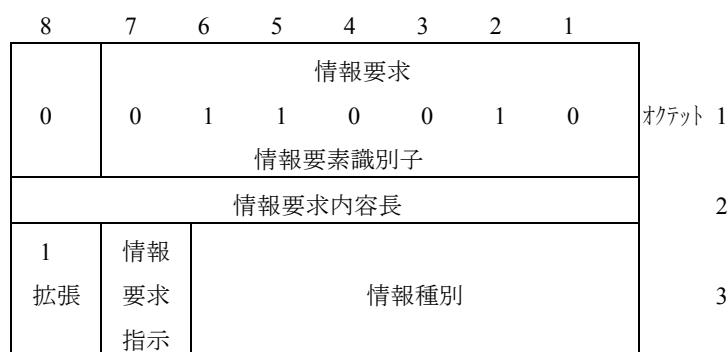 8 7 6 5 4 3 2 1
情報要求
0 0 1 1 0 0 1 0 オクテット 1
情報要素識別子
情報要求内容長 2
1 情報
拡張 要求 情報種別 3
指示